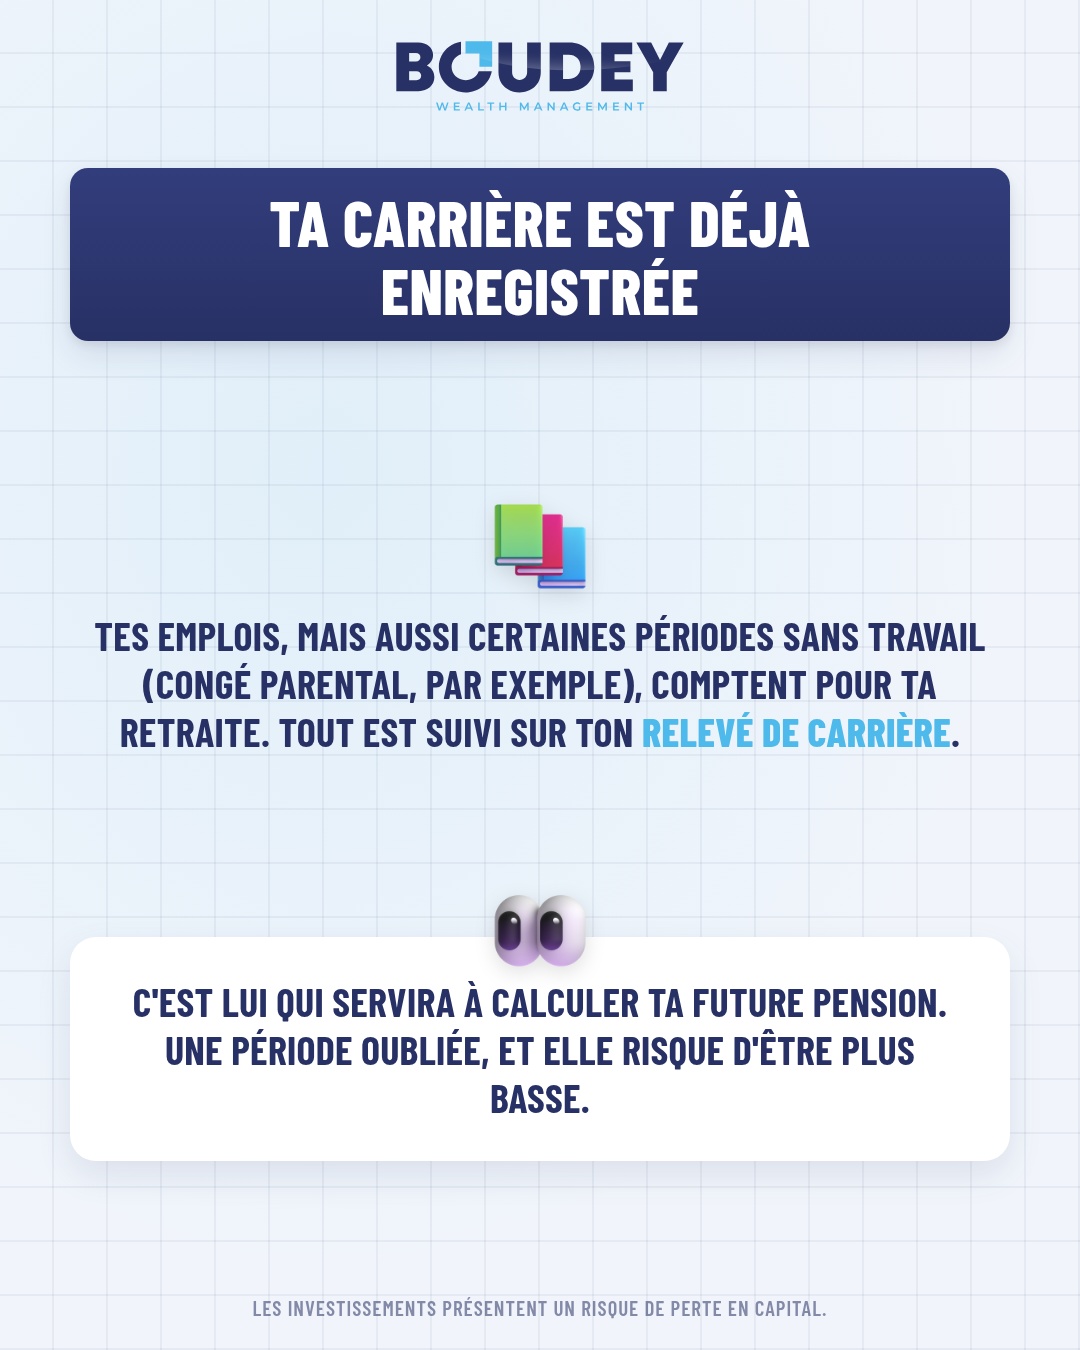 BOUDEY
WEALTH MANAGEMENT
TA CARRIÈRE EST DÉJÀ
ENREGISTRÉE
TES EMPLOIS, MAIS AUSSI CERTAINES PÉRIODES SANS TRAVAIL
(CONGÉ PARENTAL, PAR EXEMPLE), COMPTENT POUR TA
RETRAITE. TOUT EST SUIVI SUR TON RELEVÉ DE CARRIÈRE.
C'EST LUI QUI SERVIRA À CALCULER TA FUTURE PENSION.
UNE PÉRIODE OUBLIÉE, ET ELLE RISQUE D'ÊTRE PLUS
BASSE.
LES INVESTISSEMENTS PRÉSENTENT UN RISQUE DE PERTE EN CAPITAL.